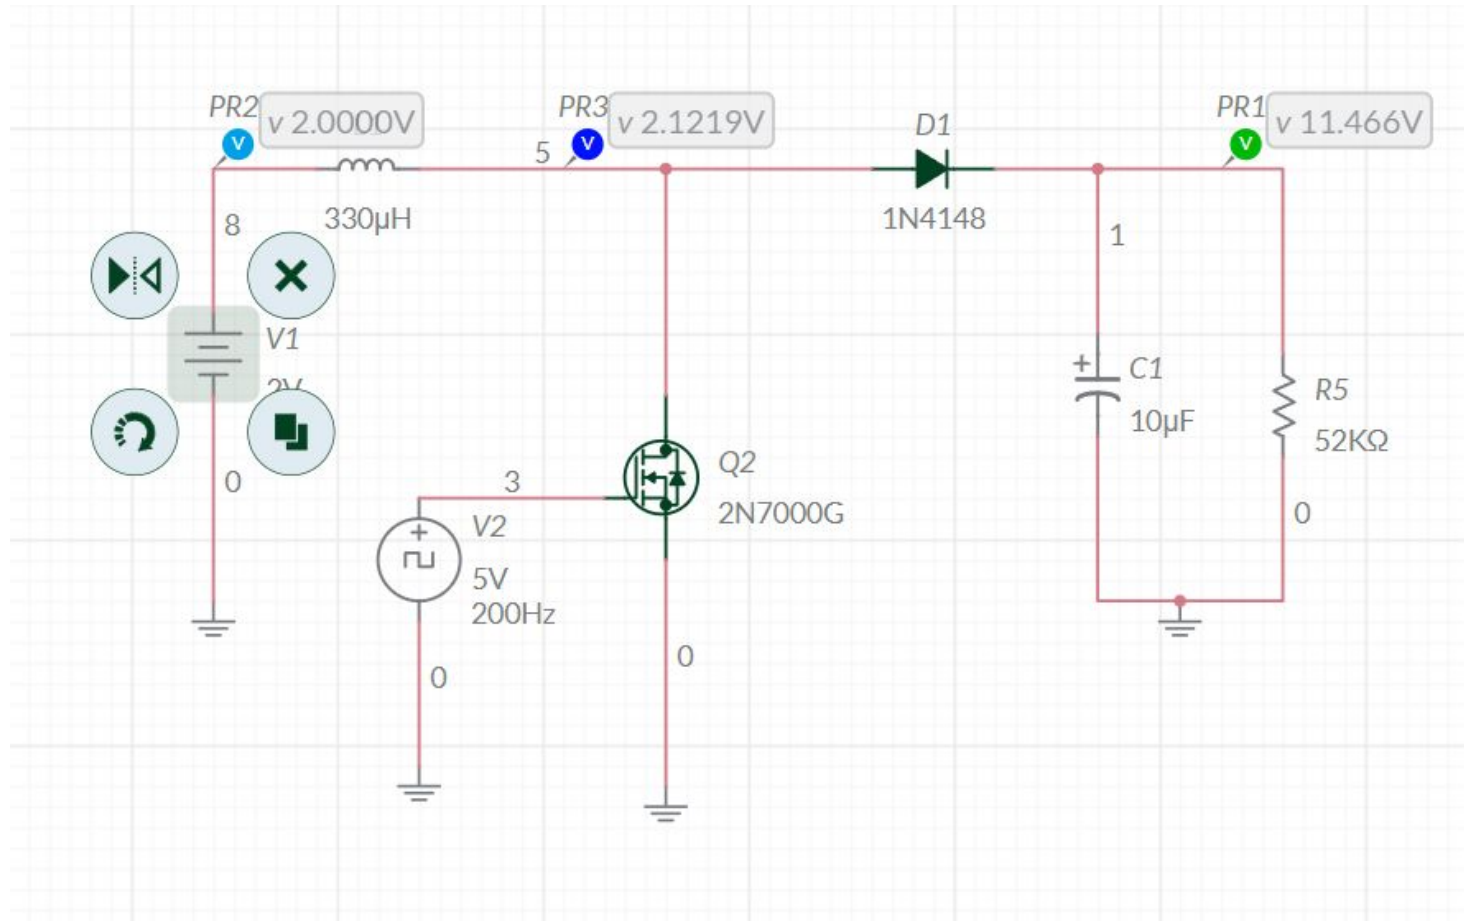 PR2
v 2.0000V
PR3
v 2.1219V
PR1
v 11.466V
V
V
V
D1
5
330µH
1N4148
8
1
V1
2V
C1
10µF
R5
52KΩ
Q2
2N7000G
3
0
V2
5V
200Hz
0
0
0